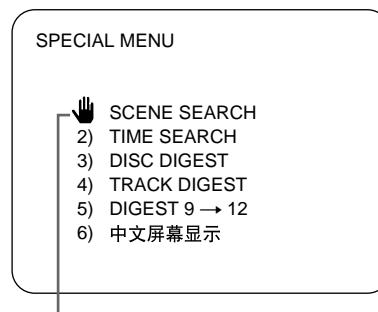 SPECIAL MENU
SCENE SEARCH
2) TIME SEARCH
3) DISC DIGEST
4) TRACK DIGEST
5) DIGEST 9 → 12
6) 中文屏幕显示